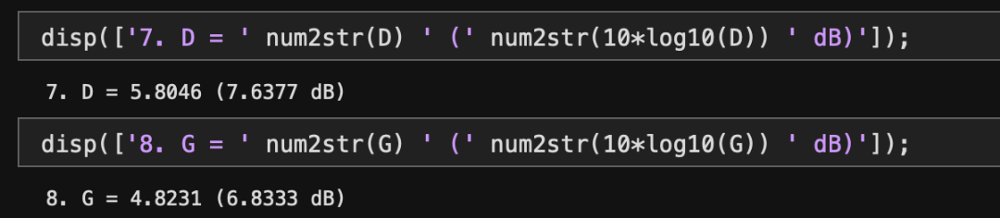 disp(['7. D = ' num2str(D) ' (' num2str(10*log10(D)) ' dB)']);
7. D = 5.8046 (7.6377 dB)
disp(['8. G = ' num2str(G) ' (' num2str(10*log10(G)) ' dB)']);
8. G = 4.8231 (6.8333 dB)